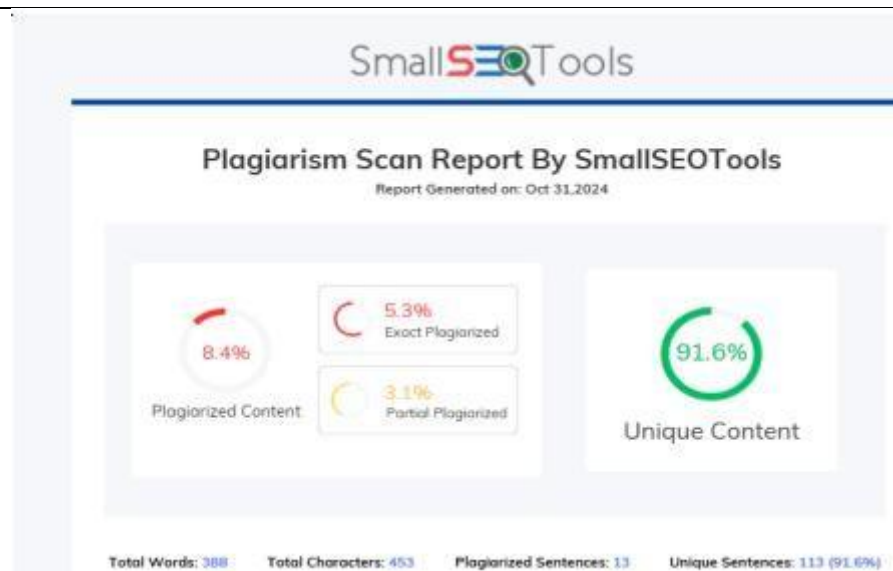 SmallSEOTools
Plagiarism Scan Report By SmallSEOTools
Report Generated on: Oct 31,2024
8.4%
Plagiarized Content
5.3%
Exact Plagiarized
3.1%
Partial Plagiarized
91.6%
Unique Content
Total Words: 388 Total Characters: 453 Plagiarized Sentences: 13 Unique Sentences: 113 (91.6%)